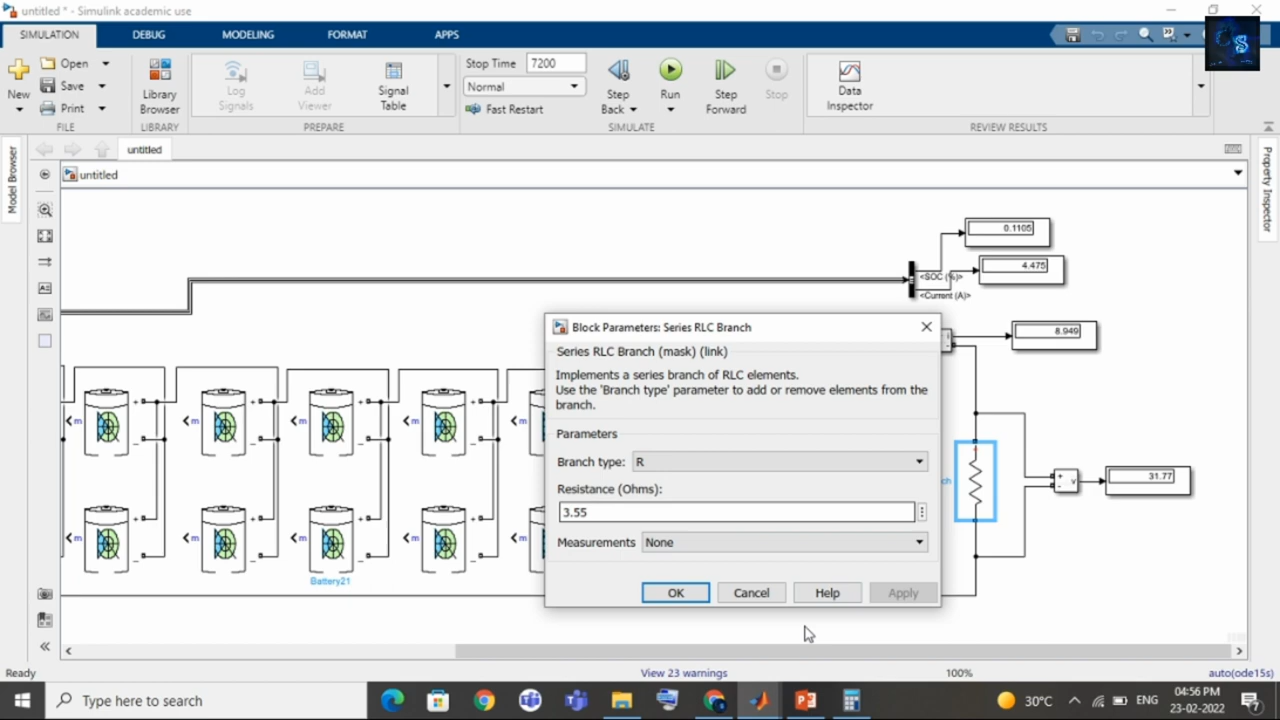 untitled * - Simulink academic use
SIMULATION
DEBUG
MODELING
FORMAT
APPS
New
Open
Save
Print
FILE
Library
Browser
LIBRARY
Log
Signals
Add
Viewer
Signal
Table
PREPARE
Stop Time 7200
Normal
Fast Restart
Step
Back
Run
Step
Forward
Stop
SIMULATE
Data
Inspector
REVIEW RESULTS
Model Browser
untitled
untitled
Property Inspector
0.1105
4.475
<SOC (%)>
<Current (A)>
8.949
31.77
m
m
m
m
m
m
m
m
m
m
Battery21
Block Parameters: Series RLC Branch
Series RLC Branch (mask) (link)
Implements a series branch of RLC elements.
Use the 'Branch type' parameter to add or remove elements from the
branch.
Parameters
Branch type: R
Resistance (Ohms):
3.55
Measurements None
OK
Cancel
Help
Apply
ch
v
i
Ready
View 23 warnings
100%
auto(ode15s)
Type here to search
30°C
ENG
04:56 PM
23-02-2022
7